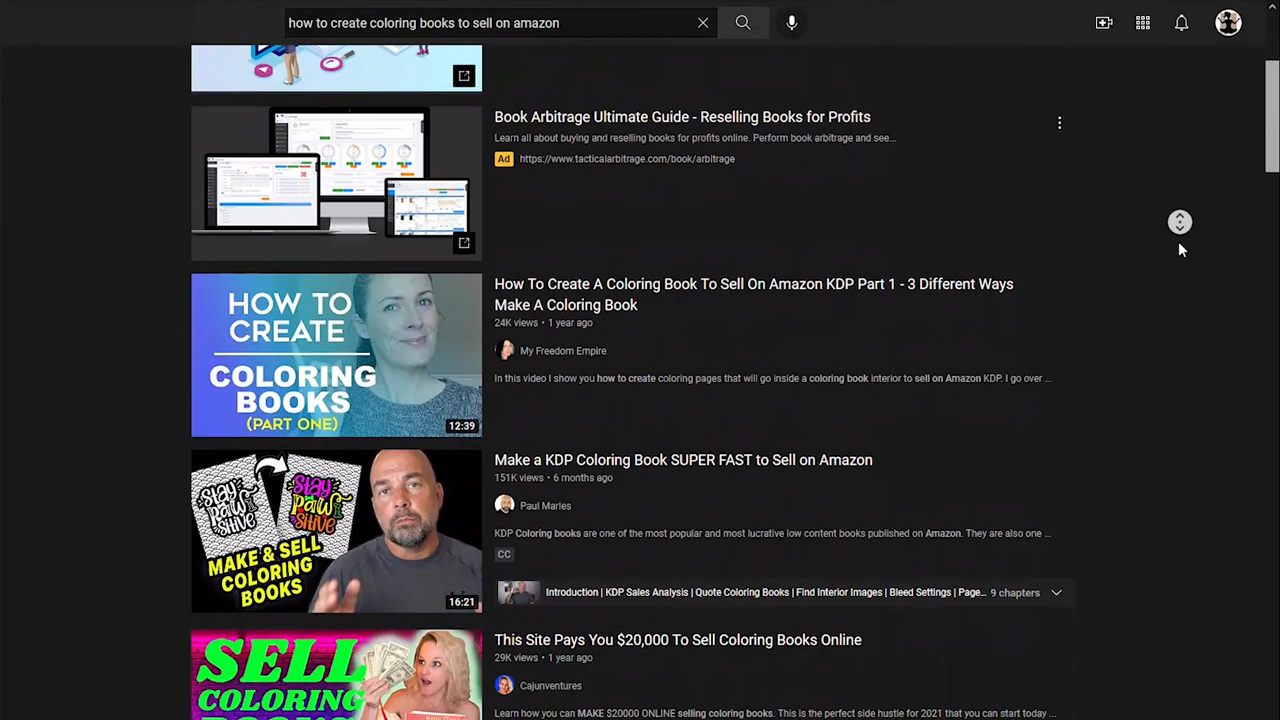 how to create coloring books to sell on amazon
Book Arbitrage Ultimate Guide - Reselling Books for Profits
Learn all about buying and reselling books for profits online. Perform book arbitrage and see...
Ad https://www.tacticalarbitrage.com/book/arbitrage
HOW TO
CREATE
COLORING
BOOKS
(PART ONE)
12:39
How To Create A Coloring Book To Sell On Amazon KDP Part 1 - 3 Different Ways
Make A Coloring Book
24K views • 1 year ago
My Freedom Empire
In this video I show you how to create coloring pages that will go inside a coloring book interior to sell on Amazon KDP. I go over ...
STAY
PAW
SITIVE
STAY
PAW
SITIVE
MAKE & SELL
COLORING
BOOKS
16:21
Make a KDP Coloring Book SUPER FAST to Sell on Amazon
151K views • 6 months ago
Paul Marles
KDP Coloring books are one of the most popular and most lucrative low content books published on Amazon. They are also one ...
CC
Introduction | KDP Sales Analysis | Quote Coloring Books | Find Interior Images | Bleed Settings | Page... 9 chapters
SELL
COLORING
This Site Pays You $20,000 To Sell Coloring Books Online
29K views • 1 year ago
Cajunventures
Learn how you can MAKE $20000 ONLINE selling coloring books. This is the perfect side hustle for 2021 that you can start today ...